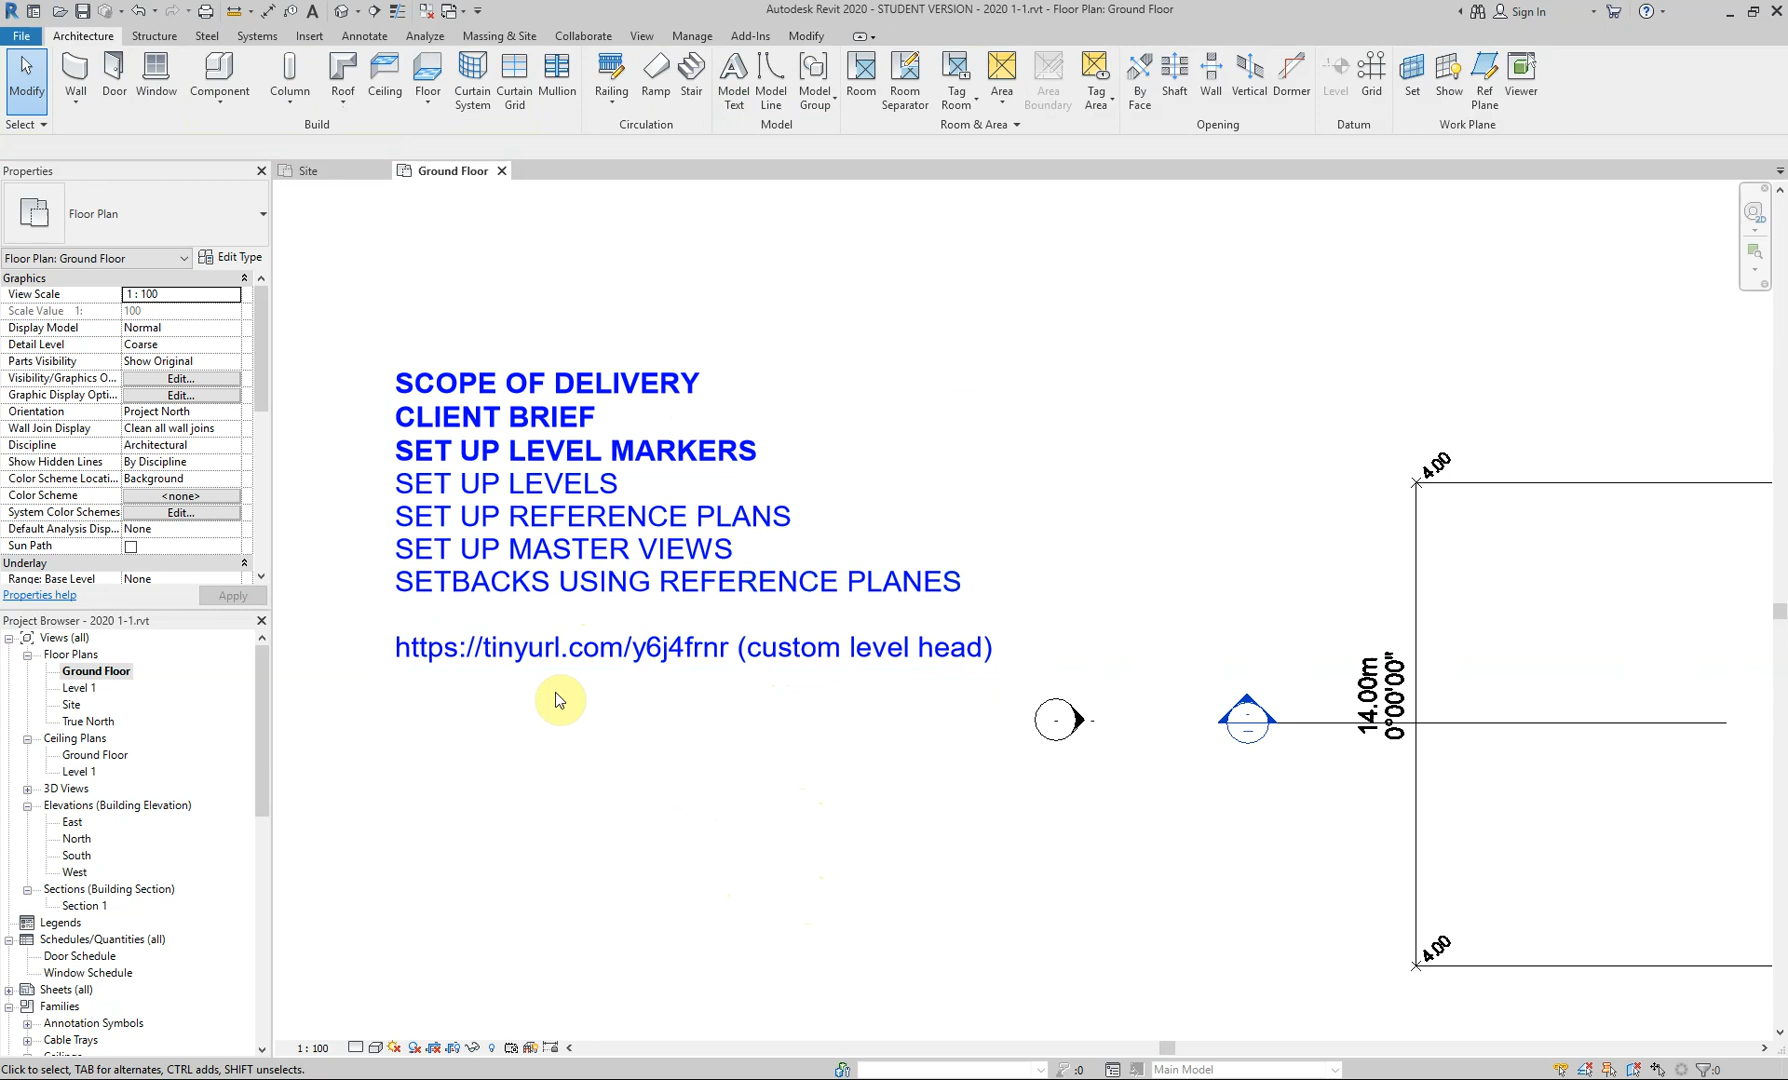 Autodesk Revit 2020 - STUDENT VERSION - 2020 1-1.rvt - Floor Plan: Ground Floor
Sign In
File Architecture Structure Steel Systems Insert Annotate Analyze Massing & Site Collaborate View Manage Add-Ins Modify
Modify Wall Door Window Component Column Roof Ceiling Floor Curtain System Curtain Grid Mullion Railing Ramp Stair Model Text Model Line Model Group Room Room Separator Tag Room Area Area Boundary Tag Area By Face Shaft Wall Vertical Dormer Level Grid Set Show Ref Plane Viewer
Select Build Circulation Model Room & Area Opening Datum Work Plane
Properties
Site
Ground Floor
Floor Plan
Floor Plan: Ground Floor
Edit Type
Graphics
View Scale 1 : 100
Scale Value 1: 100
Display Model Normal
Detail Level Coarse
Parts Visibility Show Original
Visibility/Graphics O... Edit...
Graphic Display Opti... Edit...
Orientation Project North
Wall Join Display Clean all wall joins
Discipline Architectural
Show Hidden Lines By Discipline
Color Scheme Locati... Background
Color Scheme <none>
System Color Schemes Edit...
Default Analysis Disp... None
Sun Path
Underlay
Range: Base Level None
Properties help
Apply
Project Browser - 2020 1-1.rvt
Views (all)
Floor Plans
Ground Floor
Level 1
Site
True North
Ceiling Plans
Ground Floor
Level 1
3D Views
Elevations (Building Elevation)
East
North
South
West
Sections (Building Section)
Section 1
Legends
Schedules/Quantities (all)
Door Schedule
Window Schedule
Sheets (all)
Families
Annotation Symbols
Cable Trays
SCOPE OF DELIVERY
CLIENT BRIEF
SET UP LEVEL MARKERS
SET UP LEVELS
SET UP REFERENCE PLANS
SET UP MASTER VIEWS
SETBACKS USING REFERENCE PLANES
https://tinyurl.com/y6j4frnr (custom level head)
4.00
14.00m
0°00'00"
4.00
2D
1 : 100
Click to select, TAB for alternates, CTRL adds, SHIFT unselects.
:0
Main Model
:0